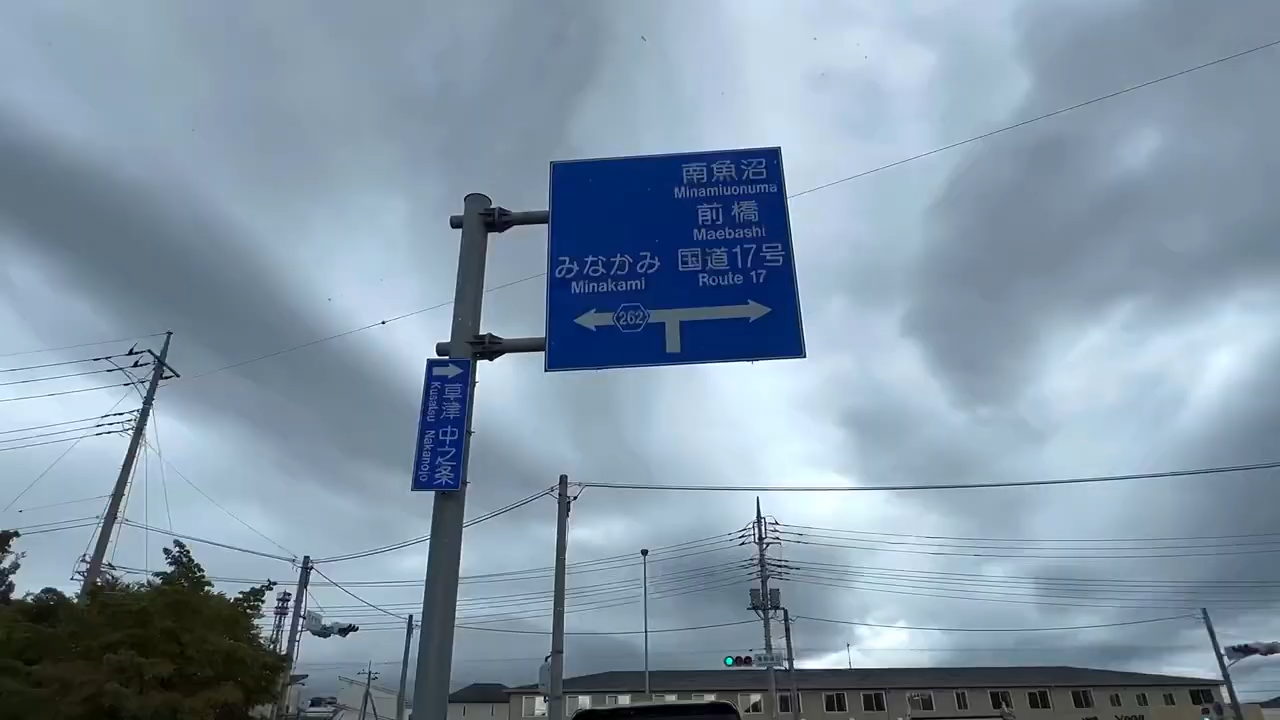 南魚沼
Minamiuonuma
前橋
Maebashi
みなかみ
Minakami
国道17号
Route 17
262
草津 中之条
Kusatsu Nakanojo